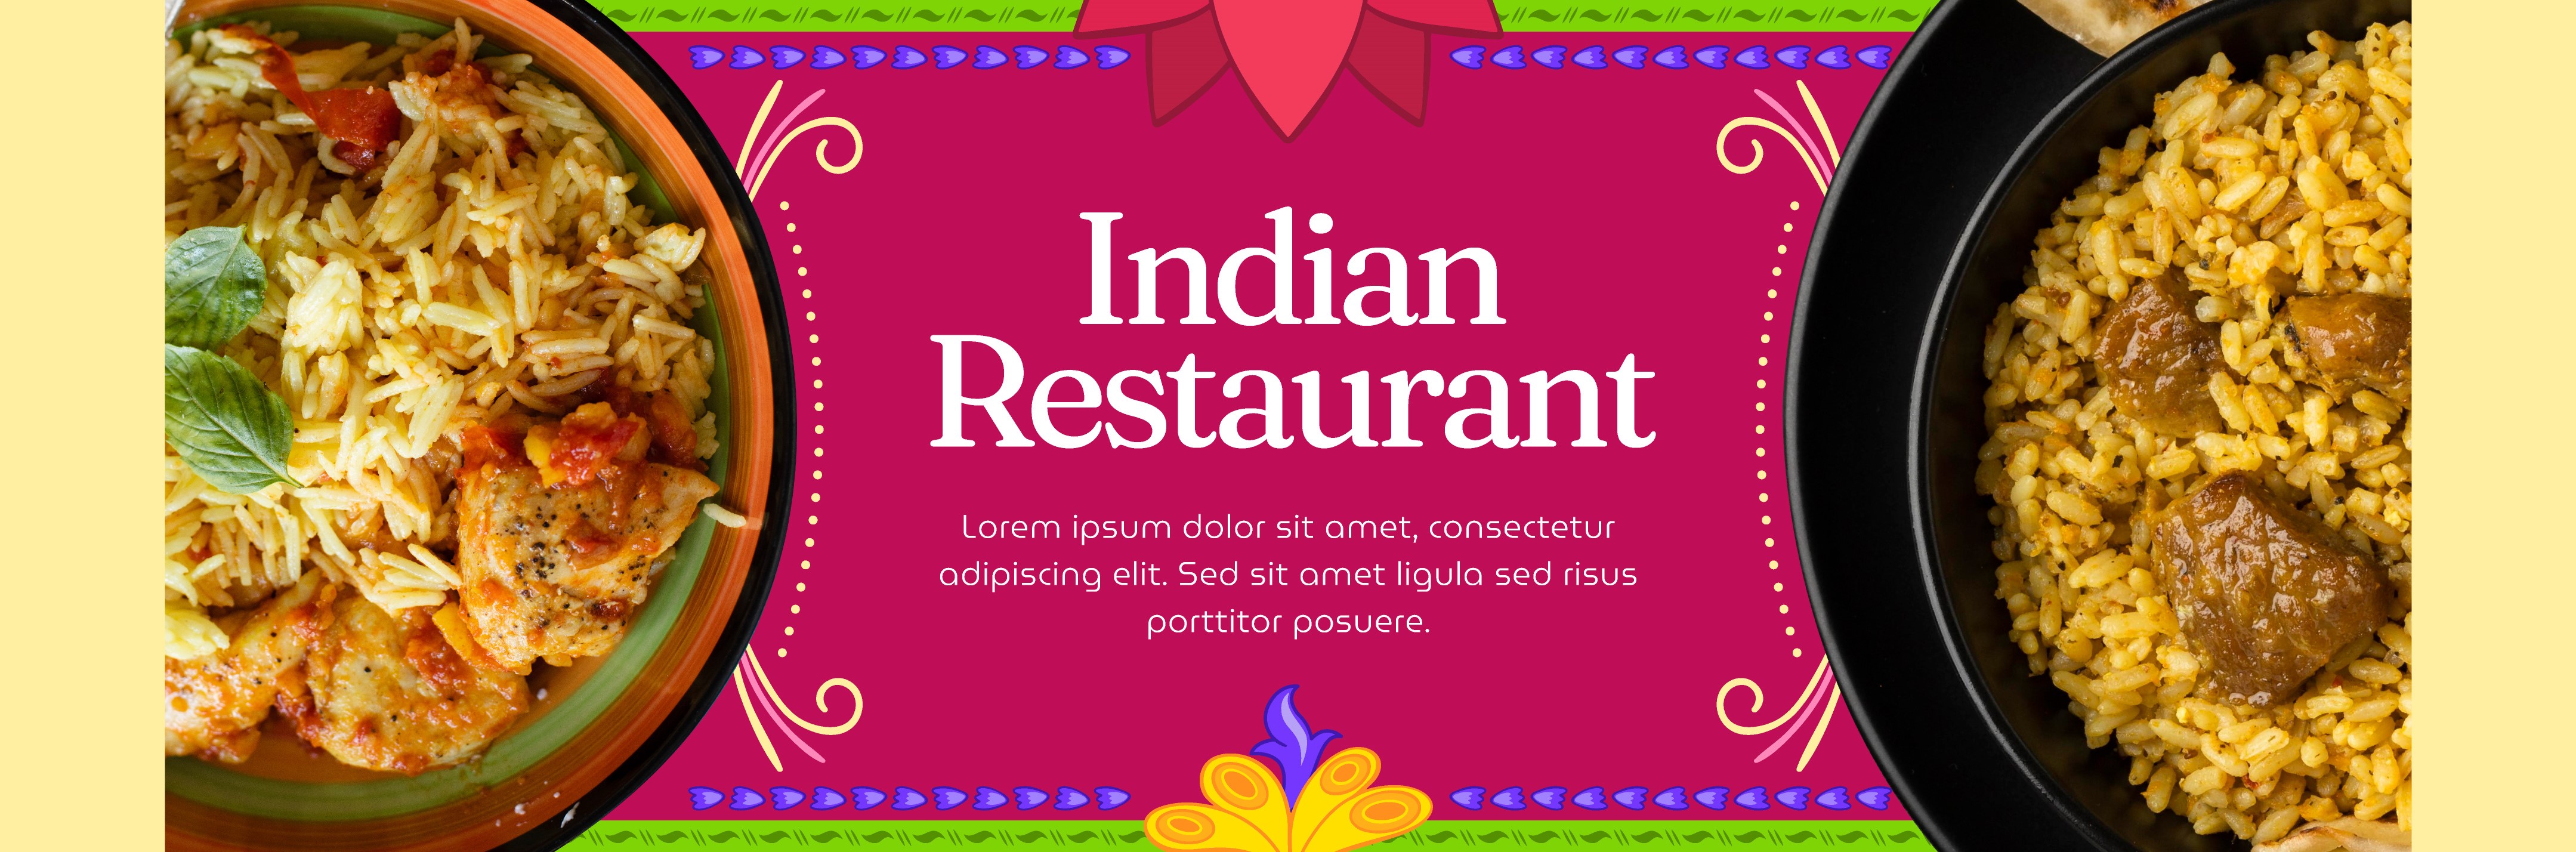 Indian
Restaurant
Lorem ipsum dolor sit amet, consectetur
adipiscing elit. Sed sit amet ligula sed risus
porttitor posuere.